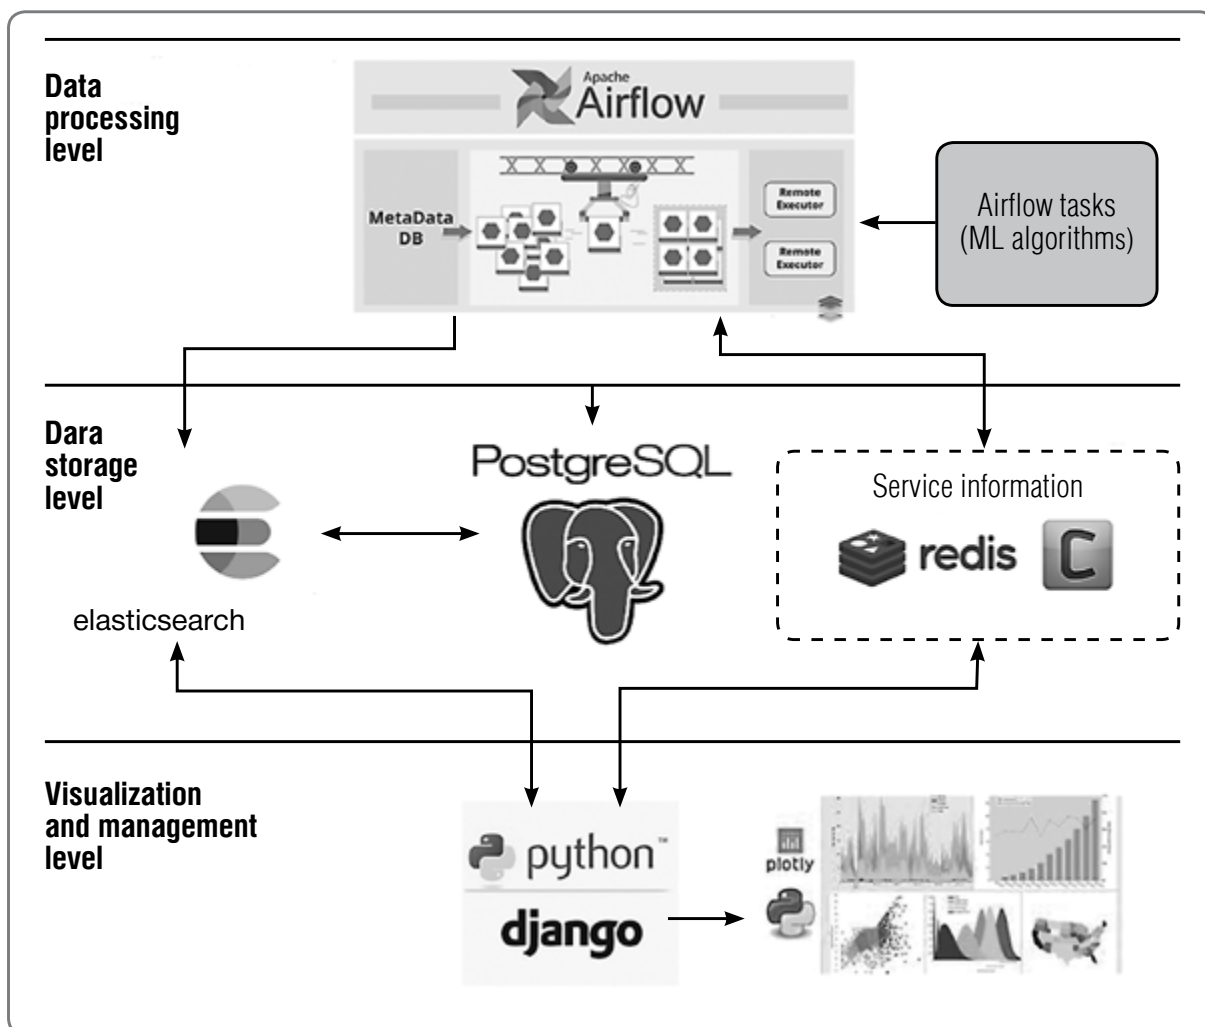 Data
processing
level
Apache
Airflow
MetaData
DB
Remote
Executor
Remote
Executor
Airflow tasks
(ML algorithms)
Dara
storage
level
PostgreSQL
Service information
redis
C
elasticsearch
Visualization
and management
level
python™
django
plotly